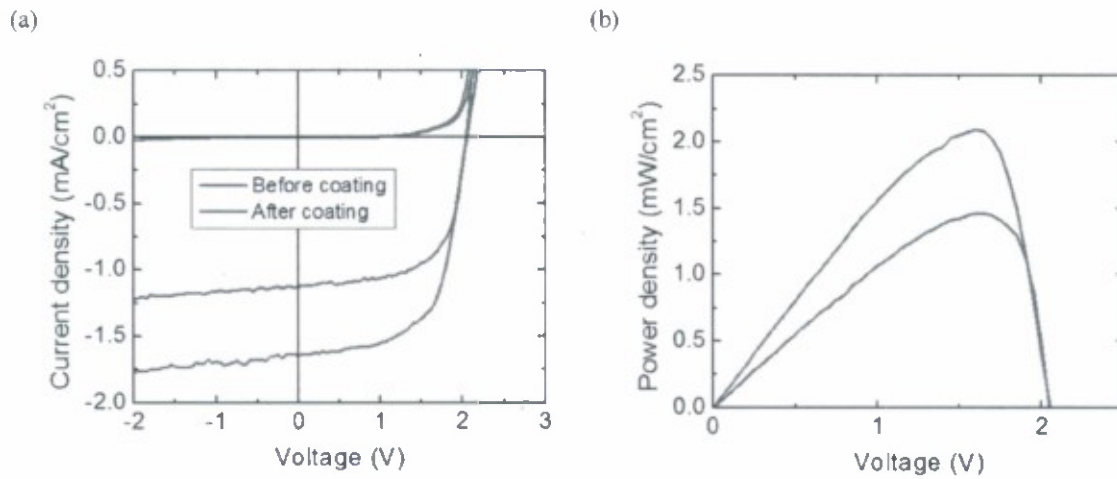 (a)
(b)
0.5
0.0
-0.5
-1.0
-1.5
-2.0
Current density (mA/cm²)
Before coating
After coating
-2 -1 0 1 2 3
Voltage (V)
2.5
2.0
1.5
1.0
0.5
0.0
Power density (mW/cm²)
0 1 2
Voltage (V)